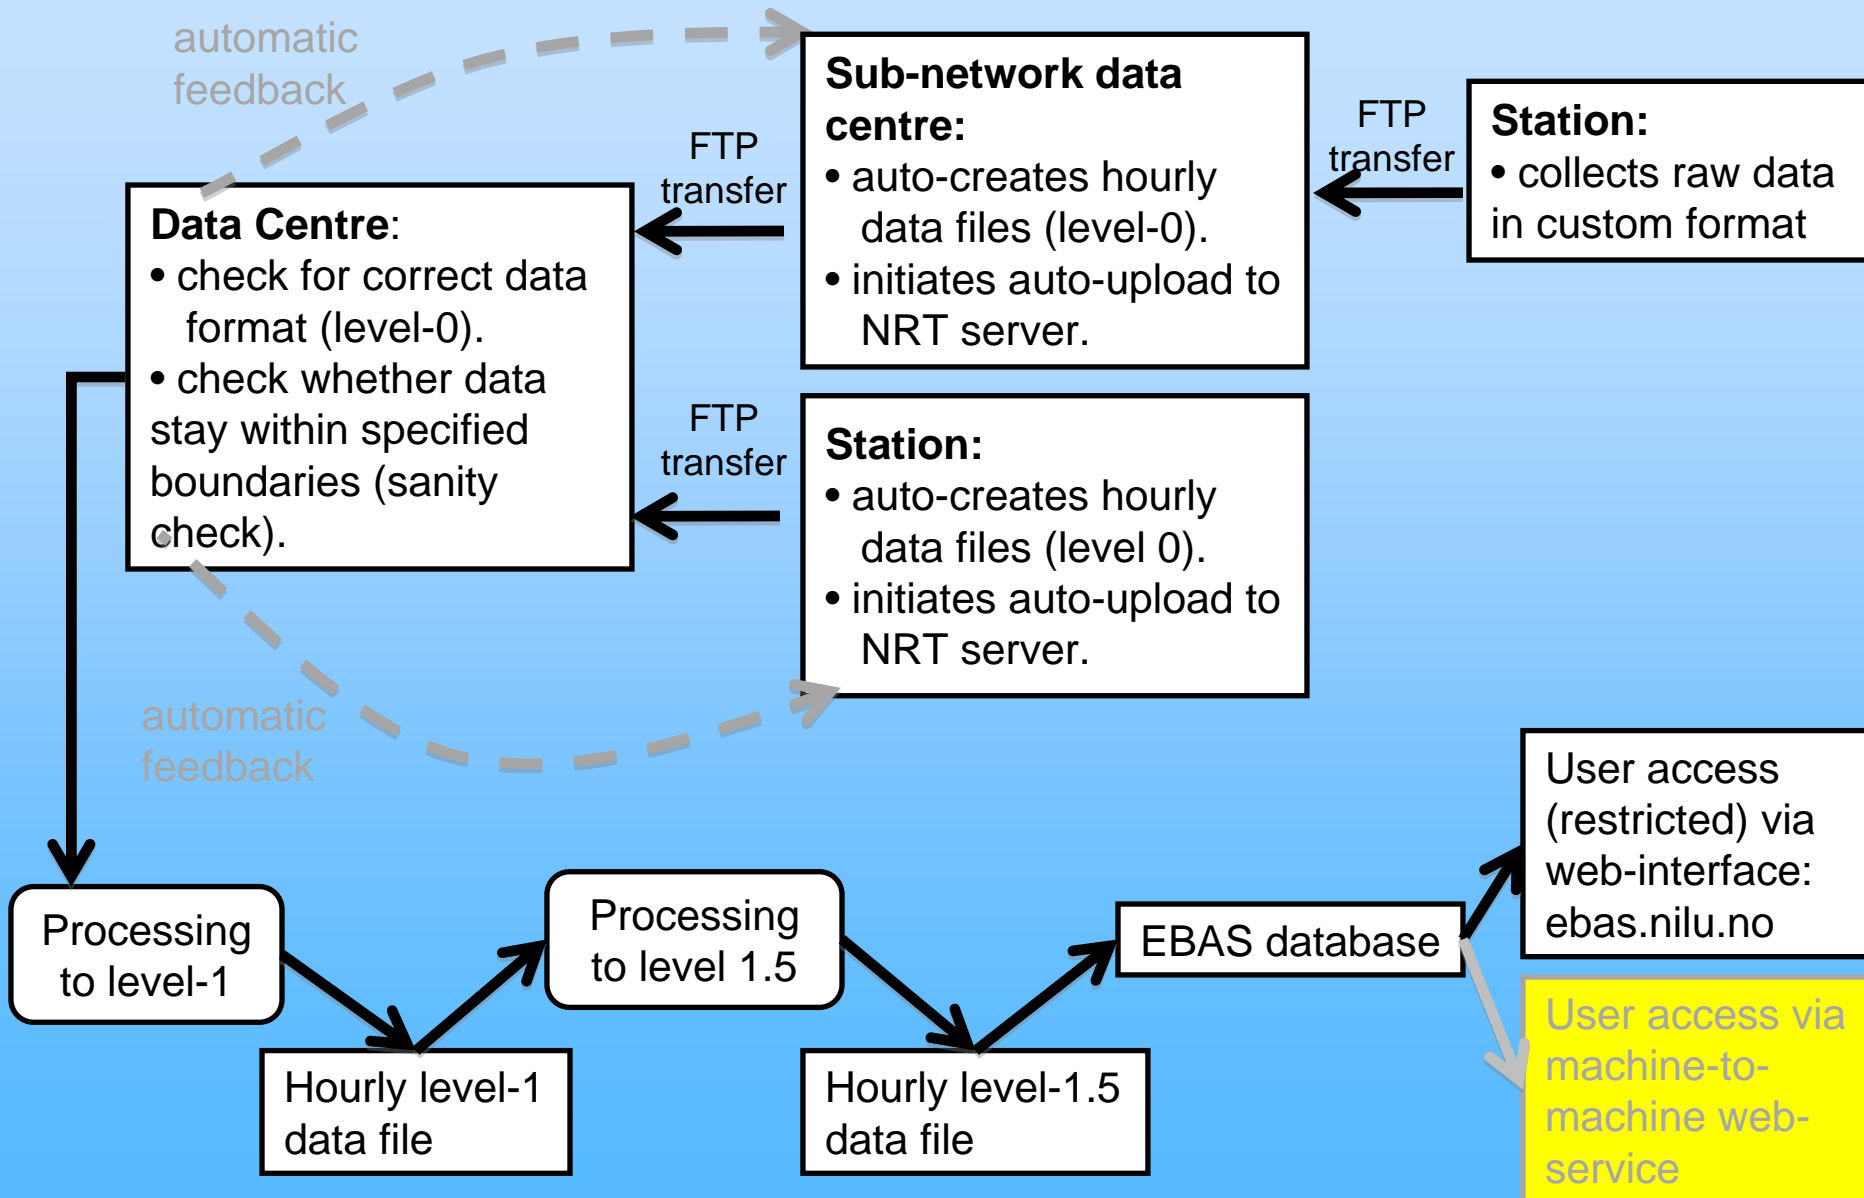 automatic
feedback
Sub-network data
centre:
• auto-creates hourly
data files (level-0).
• initiates auto-upload to
NRT server.
FTP
transfer
Station:
• collects raw data
in custom format
FTP
transfer
Data Centre:
• check for correct data
format (level-0).
• check whether data
stay within specified
boundaries (sanity
check).
FTP
transfer
Station:
• auto-creates hourly
data files (level 0).
• initiates auto-upload to
NRT server.
automatic
feedback
Processing
to level-1
Hourly level-1
data file
Processing
to level 1.5
Hourly level-1.5
data file
EBAS database
User access
(restricted) via
web-interface:
ebas.nilu.no
User access via
machine-to-
machine web-
service